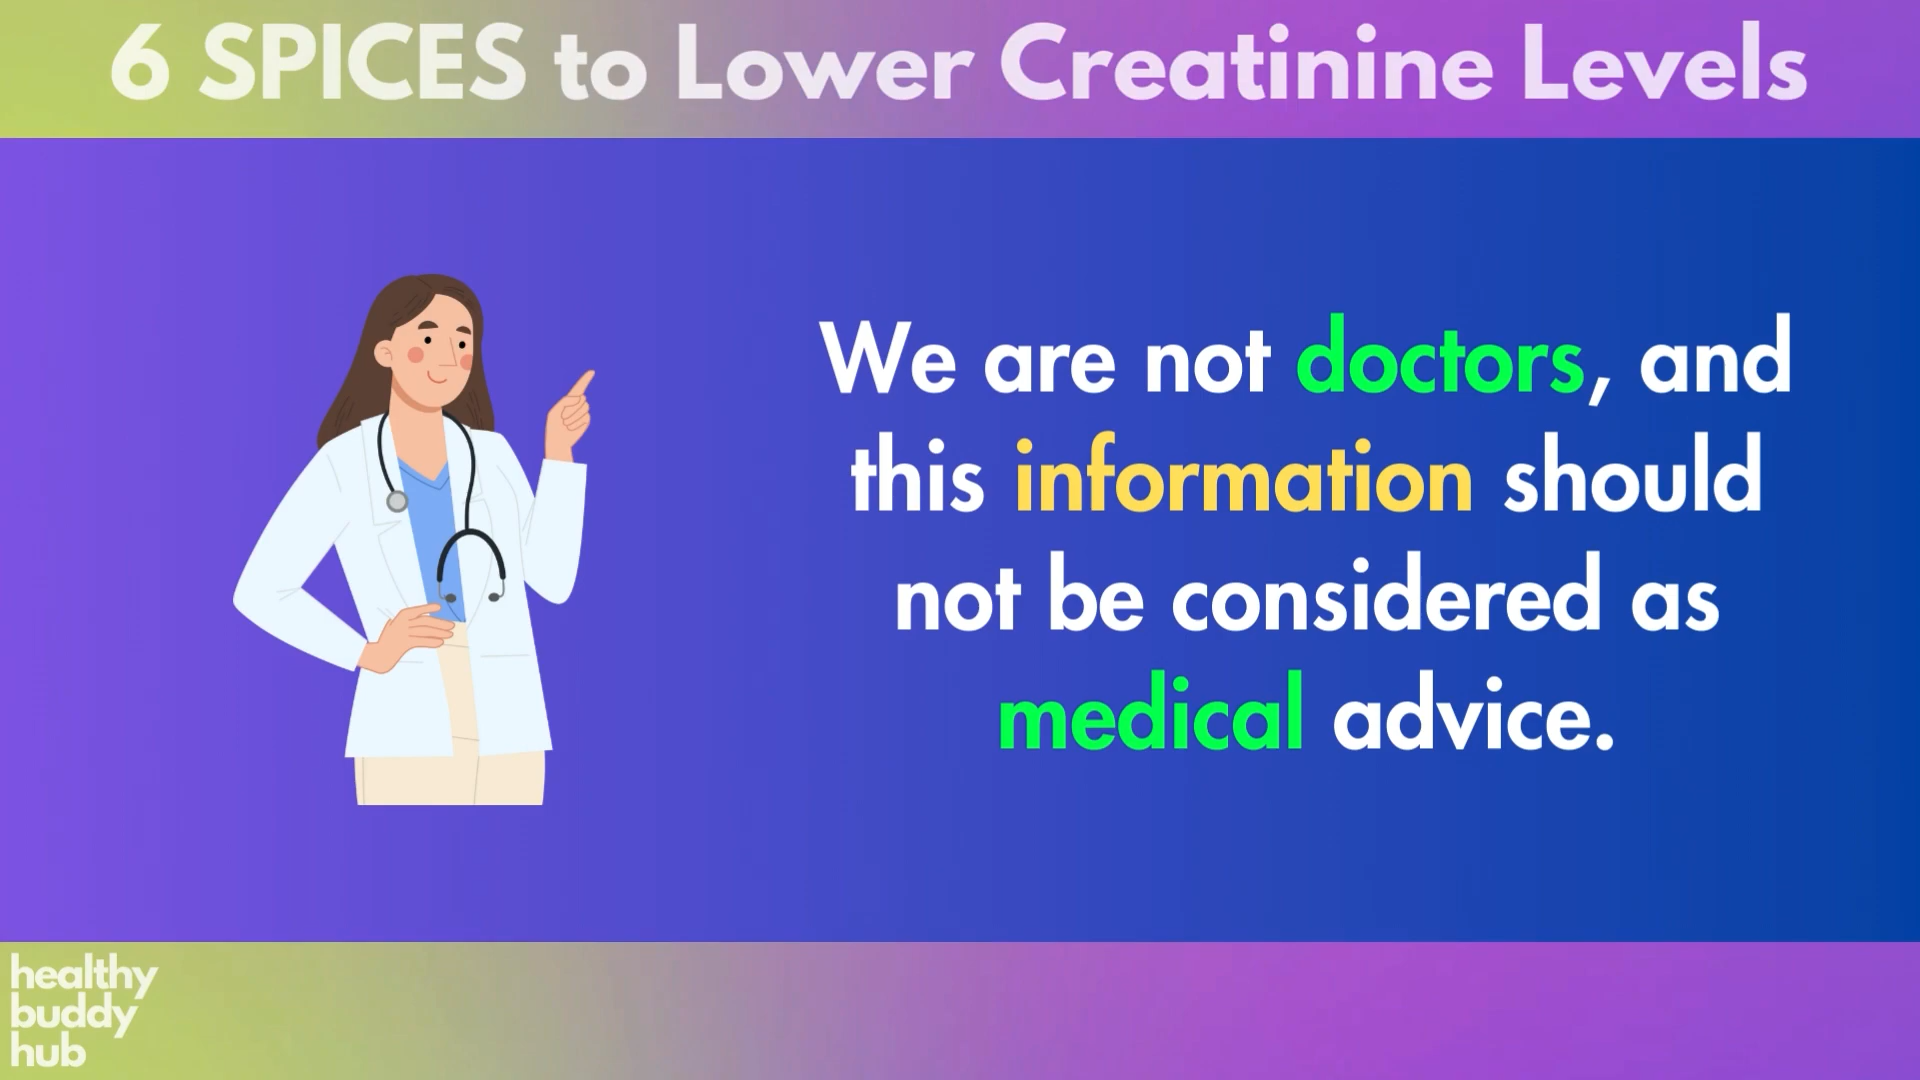 6 SPICES to Lower Creatinine Levels
We are not doctors, and
this information should
not be considered as
medical advice.
healthy
buddy
hub